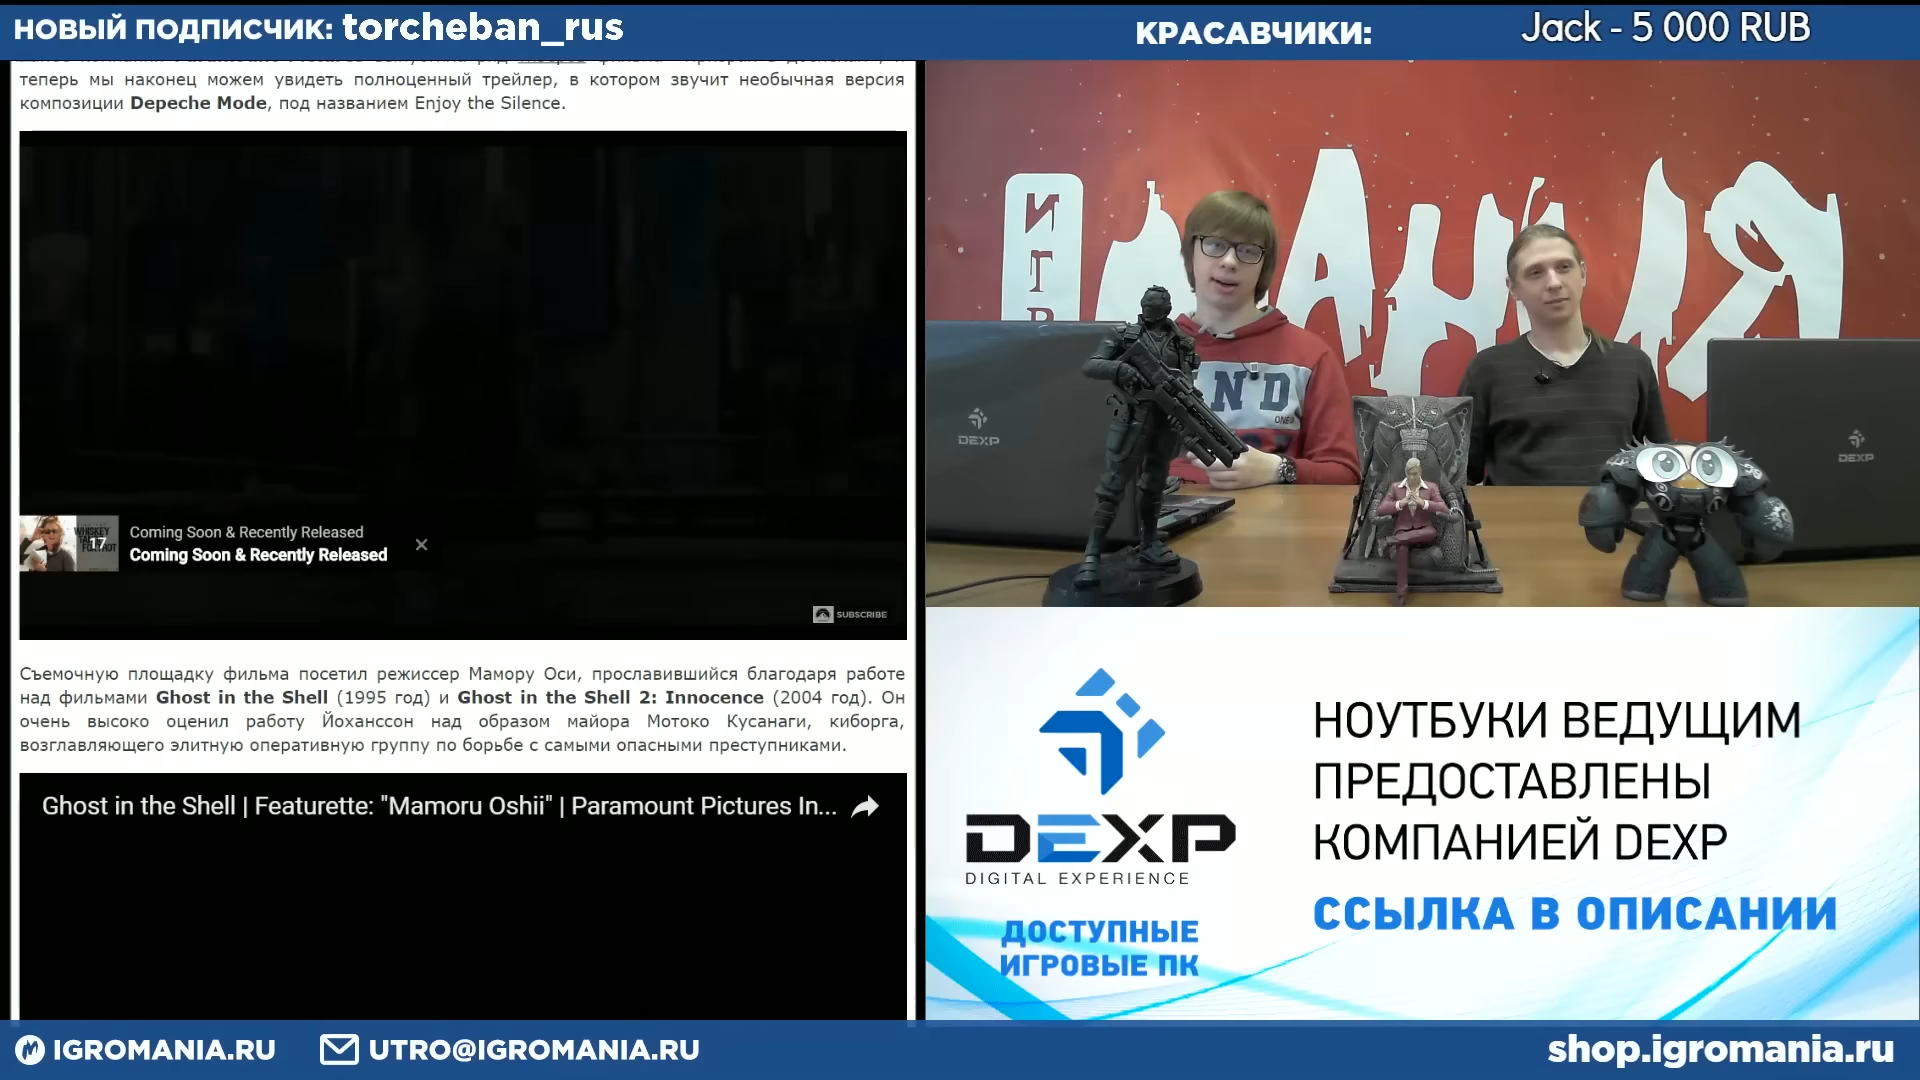 НОВЫЙ ПОДПИСЧИК: torcheban_rus
КРАСАВЧИКИ:
Jack - 5 000 RUB
теперь мы наконец можем увидеть полноценный трейлер, в котором звучит необычная версия
композиции Depeche Mode, под названием Enjoy the Silence.
17
Coming Soon & Recently Released
Coming Soon & Recently Released
SUBSCRIBE
Съемочную площадку фильма посетил режиссер Мамору Оси, прославившийся благодаря работе
над фильмами Ghost in the Shell (1995 год) и Ghost in the Shell 2: Innocence (2004 год). Он
очень высоко оценил работу Йоханссон над образом майора Мотоко Кусанаги, киборга,
возглавляющего элитную оперативную группу по борьбе с самыми опасными преступниками.
Ghost in the Shell | Featurette: "Mamoru Oshii" | Paramount Pictures In...
DEXP
DEXP
DEXP
DIGITAL EXPERIENCE
ДОСТУПНЫЕ
ИГРОВЫЕ ПК
НОУТБУКИ ВЕДУЩИМ
ПРЕДОСТАВЛЕНЫ
КОМПАНИЕЙ DEXP
ССЫЛКА В ОПИСАНИИ
IGROMANIA.RU
UTRO@IGROMANIA.RU
shop.igromania.ru